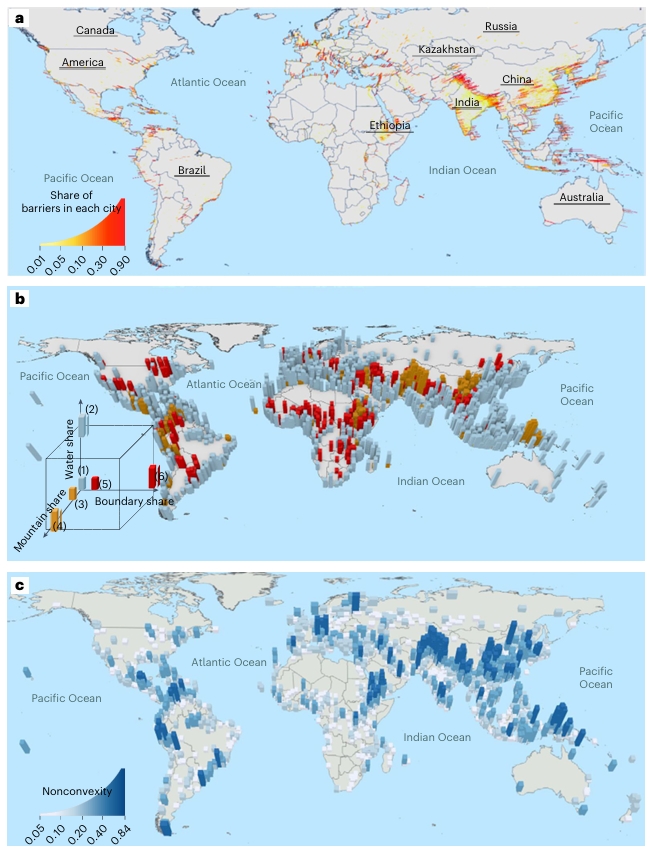 a
Canada
America
Atlantic Ocean
Russia
Kazakhstan
China
India
Pacific
Ocean
Ethiopia
Brazil
Indian Ocean
Pacific Ocean
Australia
Share of
barriers in each city
0.01 0.05 0.10 0.30 0.90
b
Pacific Ocean
Atlantic Ocean
Pacific
Ocean
Indian Ocean
Water share
(2)
(1)
(5)
(6)
(3)
Boundary share
Mountain share
(4)
c
Atlantic Ocean
Pacific
Ocean
Pacific Ocean
Indian Ocean
Nonconvexity
0.05 0.10 0.20 0.40 0.84